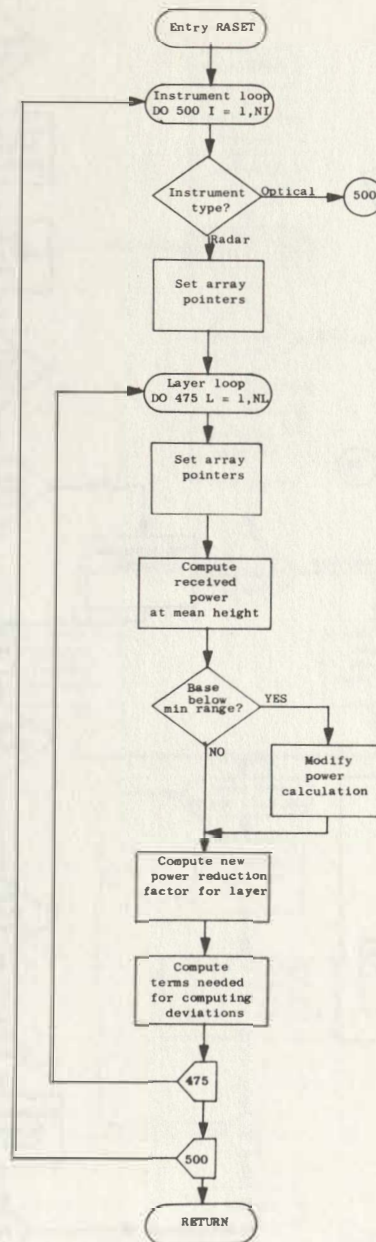 Entry RASET
Instrument loop
DO 500 I = 1,NI
Instrument
type?
Optical
500
Radar
Set array
pointers
Layer loop
DO 475 L = 1,NL
Set array
pointers
Compute
received
power
at mean height
Base
below
min range?
YES
NO
Modify
power
calculation
Compute new
power reduction
factor for layer
Compute
terms needed
for computing
deviations
475
500
RETURN